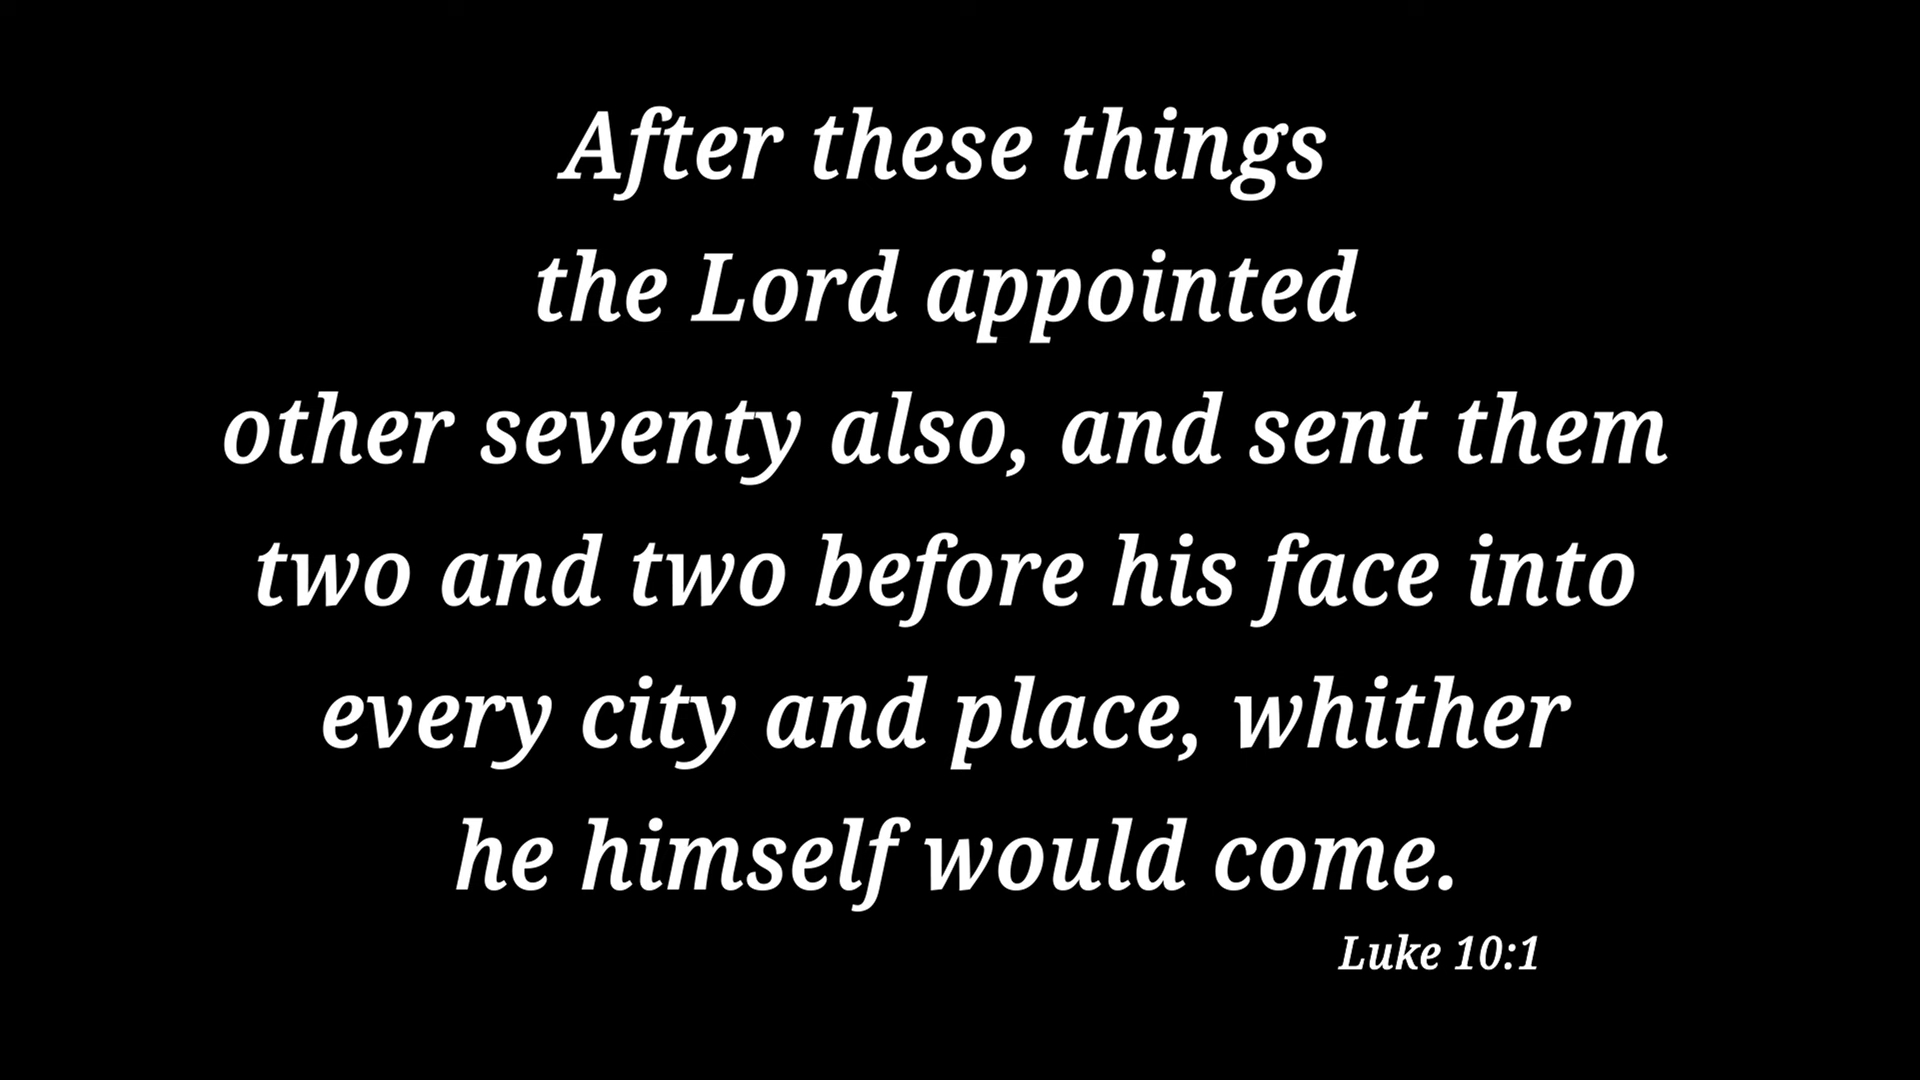 After these things
the Lord appointed
other seventy also, and sent them
two and two before his face into
every city and place, whither
he himself would come.
Luke 10:1